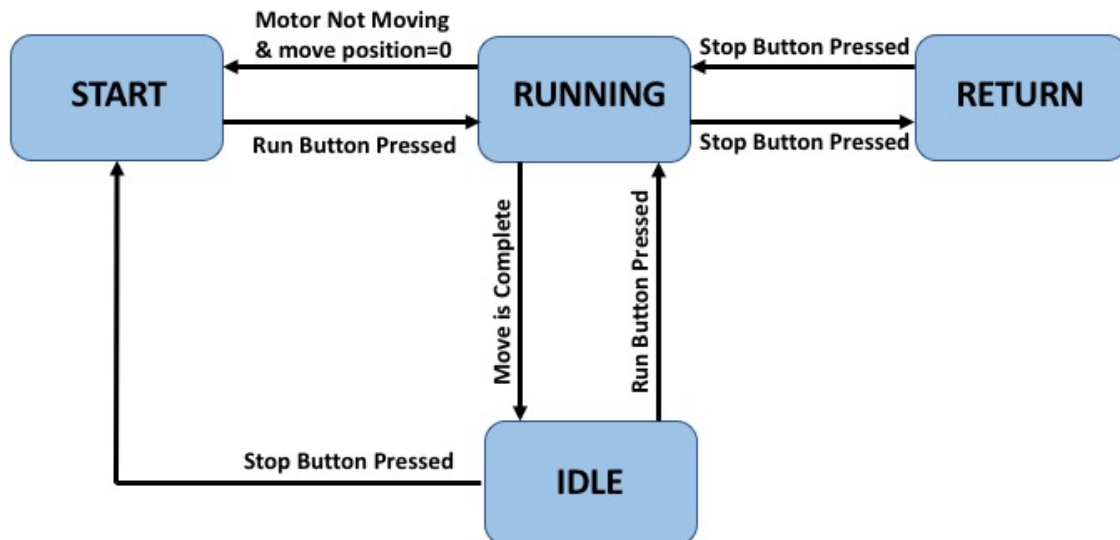 Motor Not Moving
& move position=0
Stop Button Pressed
START
RUNNING
RETURN
Run Button Pressed
Stop Button Pressed
Move is Complete
Run Button Pressed
Stop Button Pressed
IDLE